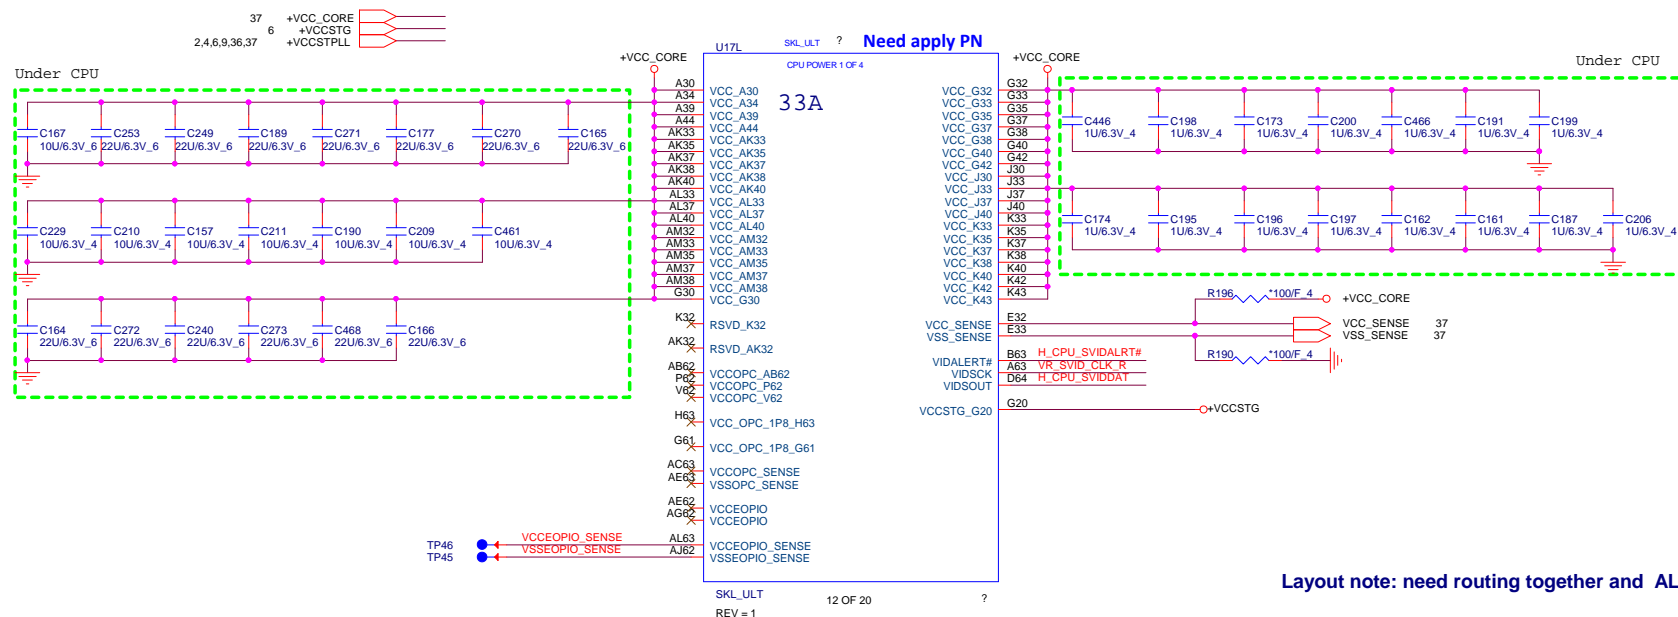 37 +VCC_CORE
6 +VCCSTG
2,4,6,9,36,37 +VCCSTPLL
Under CPU
C167 10U/6.3V_6
C253 22U/6.3V_6
C249 22U/6.3V_6
C189 22U/6.3V_6
C271 22U/6.3V_6
C177 22U/6.3V_6
C270 22U/6.3V_6
C165 22U/6.3V_6
C229 10U/6.3V_4
C210 10U/6.3V_4
C157 10U/6.3V_4
C211 10U/6.3V_4
C190 10U/6.3V_4
C209 10U/6.3V_4
C461 10U/6.3V_4
C164 22U/6.3V_6
C272 22U/6.3V_6
C240 22U/6.3V_6
C273 22U/6.3V_6
C468 22U/6.3V_6
C166 22U/6.3V_6
+VCC_CORE
U17L
SKL_ULT ?
Need apply PN
CPU POWER 1 OF 4
33A
A30 VCC_A30
A34 VCC_A34
A39 VCC_A39
A44 VCC_A44
AK33 VCC_AK33
AK35 VCC_AK35
AK37 VCC_AK37
AK38 VCC_AK38
AK40 VCC_AK40
AL33 VCC_AL33
AL37 VCC_AL37
AL40 VCC_AL40
AM32 VCC_AM32
AM33 VCC_AM33
AM35 VCC_AM35
AM37 VCC_AM37
AM38 VCC_AM38
G30 VCC_G30
K32 RSVD_K32
AK32 RSVD_AK32
AB62 VCCOPC_AB62
P62 VCCOPC_P62
V62 VCCOPC_V62
H63 VCC_OPC_1P8_H63
G61 VCC_OPC_1P8_G61
AC63 VCCOPC_SENSE
AE63 VSSOPC_SENSE
AE62 VCCEOPIO
AG62 VCCEOPIO
TP46 VCCEOPIO_SENSE AL63 VCCEOPIO_SENSE
TP45 VSSEOPIO_SENSE AJ62 VSSEOPIO_SENSE
+VCC_CORE
VCC_G32 G32
VCC_G33 G33
VCC_G35 G35
VCC_G37 G37
VCC_G38 G38
VCC_G40 G40
VCC_G42 G42
VCC_J30 J30
VCC_J33 J33
VCC_J37 J37
VCC_J40 J40
VCC_K33 K33
VCC_K35 K35
VCC_K37 K37
VCC_K38 K38
VCC_K40 K40
VCC_K42 K42
VCC_K43 K43
VCC_SENSE E32
VSS_SENSE E33
VIDALERT# B63 H_CPU_SVIDALRT#
VIDSCK A63 VR_SVID_CLK_R
VIDSOUT D64 H_CPU_SVIDDAT
VCCSTG_G20 G20 +VCCSTG
Under CPU
C446 1U/6.3V_4
C198 1U/6.3V_4
C173 1U/6.3V_4
C200 1U/6.3V_4
C466 1U/6.3V_4
C191 1U/6.3V_4
C199 1U/6.3V_4
C174 1U/6.3V_4
C195 1U/6.3V_4
C196 1U/6.3V_4
C197 1U/6.3V_4
C162 1U/6.3V_4
C161 1U/6.3V_4
C187 1U/6.3V_4
C206 1U/6.3V_4
R196 *100/F_4 +VCC_CORE
VCC_SENSE 37
VSS_SENSE 37
R190 *100/F_4
SKL_ULT
REV = 1
12 OF 20
?
Layout note: need routing together and AL